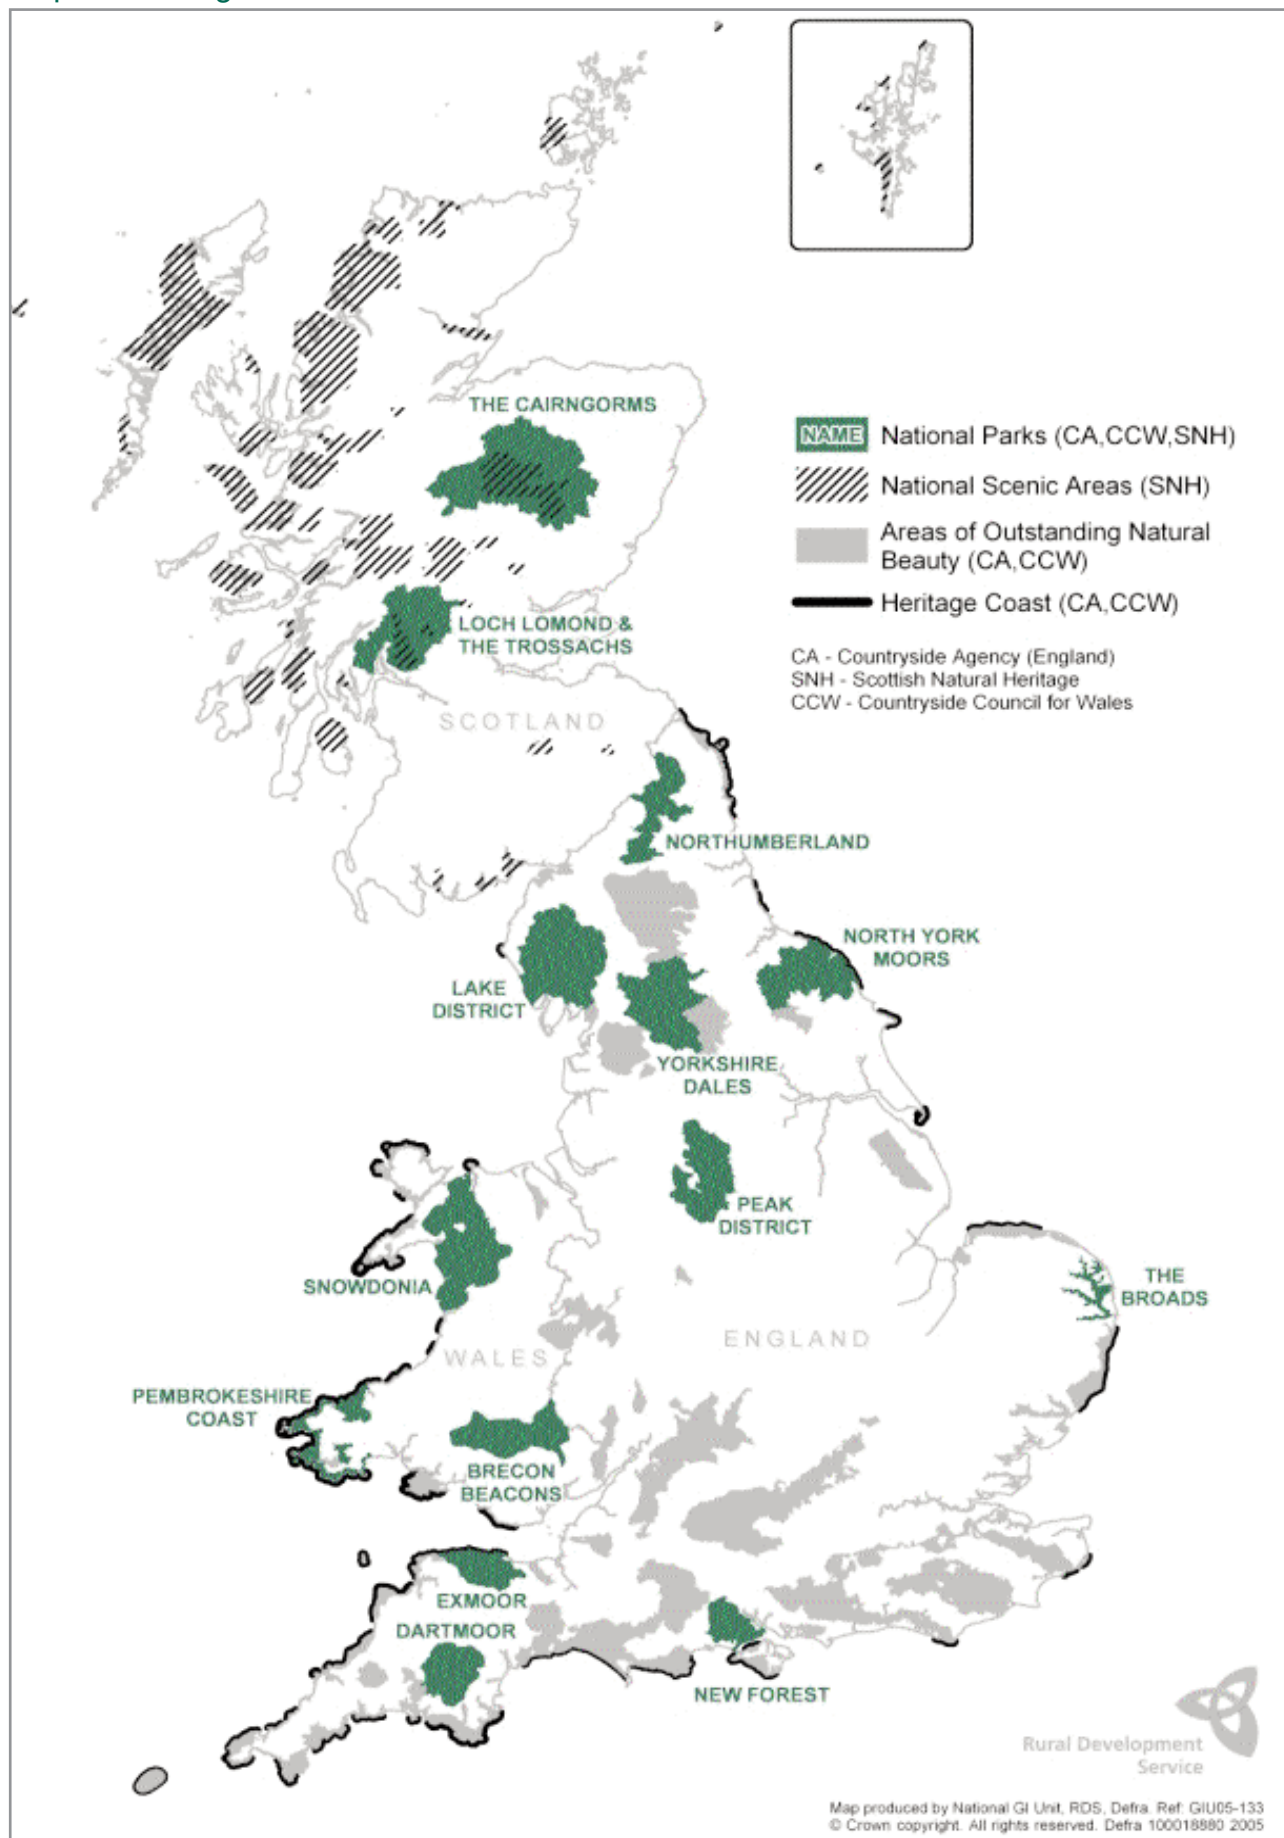 THE CAIRNGORMS
NAME National Parks (CA,CCW,SNH)
National Scenic Areas (SNH)
Areas of Outstanding Natural
Beauty (CA,CCW)
Heritage Coast (CA,CCW)
CA - Countryside Agency (England)
SNH - Scottish Natural Heritage
CCW - Countryside Council for Wales
LOCH LOMOND &
THE TROSSACHS
SCOTLAND
NORTHUMBERLAND
NORTH YORK
MOORS
LAKE
DISTRICT
YORKSHIRE
DALES
PEAK
DISTRICT
SNOWDONIA
THE
BROADS
ENGLAND
WALES
PEMBROKESHIRE
COAST
BRECON
BEACONS
EXMOOR
DARTMOOR
NEW FOREST
Rural Development
Service
Map produced by National GI Unit, RDS, Defra. Ref: GIU05-133
© Crown copyright. All rights reserved. Defra 100018880 2005